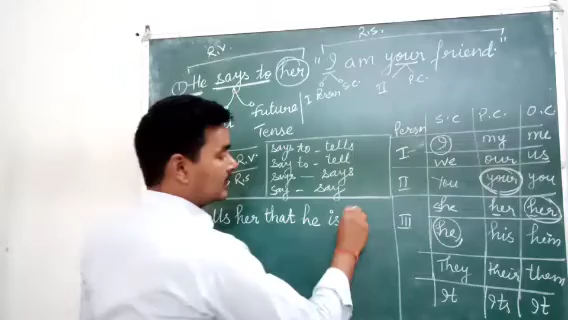 R.V. R.S.
① He says to her "I am your friend."
I Person S.C. II P.C.
Future
Tense
R.V. says to - tells
say to - tell
R.S says - says
say - say
her that he is
Person S.C P.C. O.C
I I my me
we our us
II You your you
she her her
III he his him
They their them
It Its It